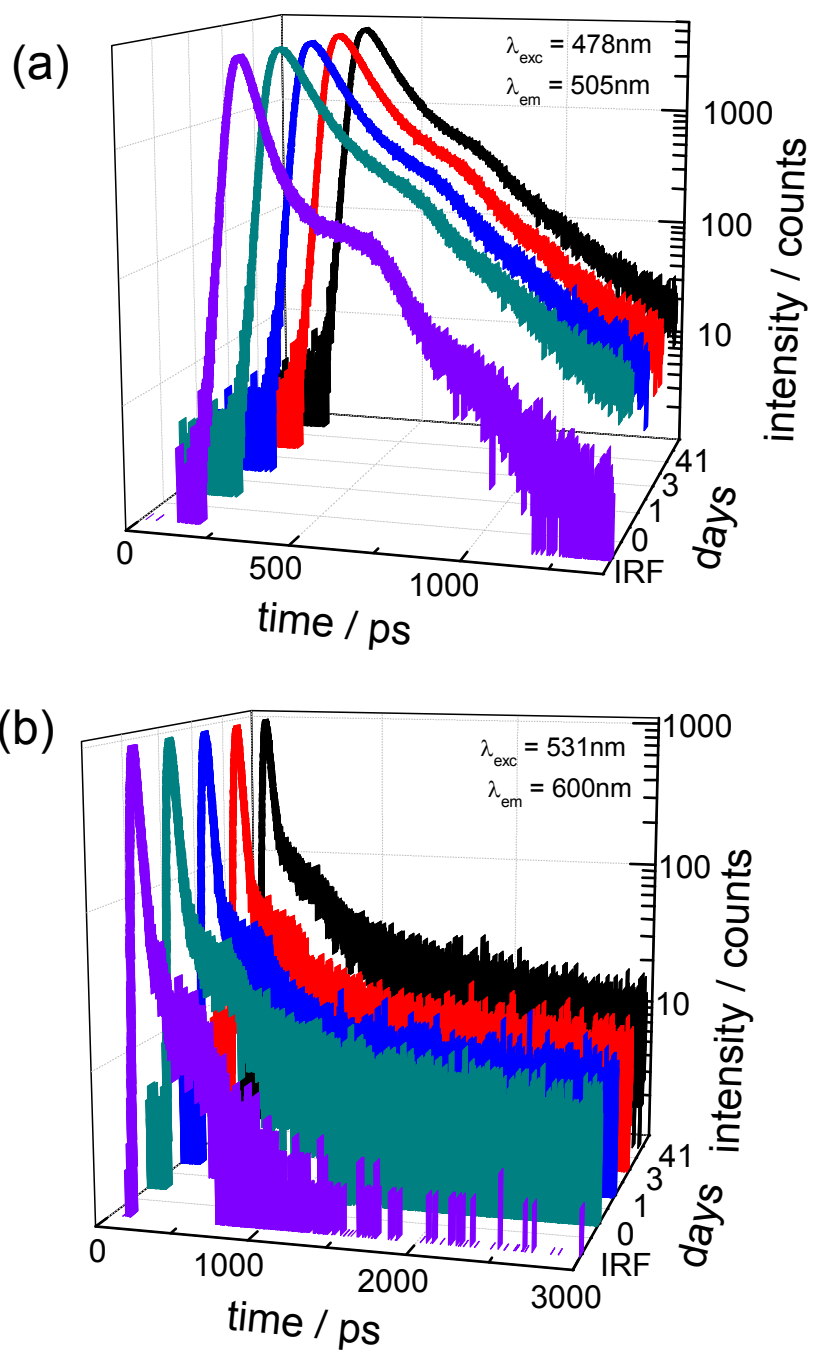 (a)
λexc = 478nm
λem = 505nm
1000
100
10
intensity / counts
41
3
1
0
IRF
days
0
500
1000
time / ps
(b)
λexc = 531nm
λem = 600nm
1000
100
10
intensity / counts
41
3
1
0
IRF
days
0
1000
2000
3000
time / ps